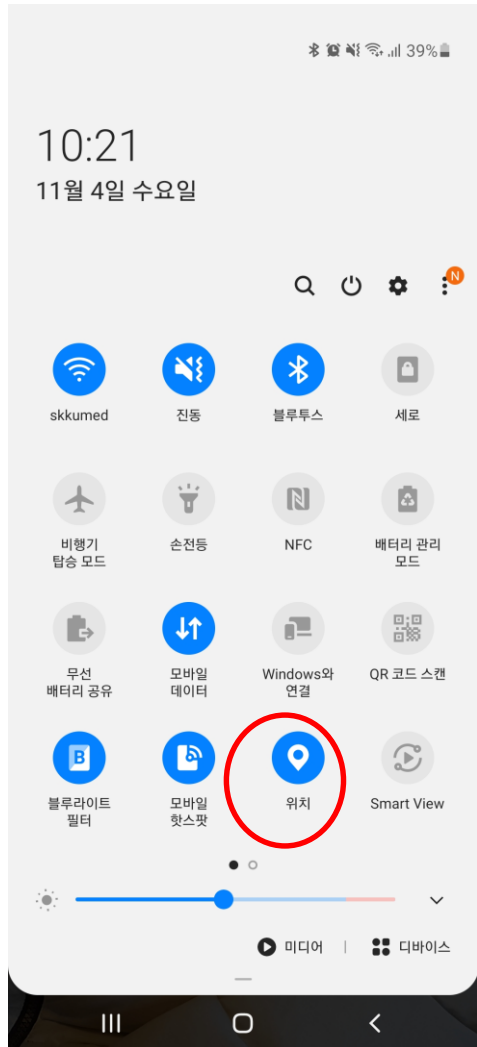 39%
10:21
11월 4일 수요일
N
skkumed
진동
블루투스
세로
비행기
탑승 모드
손전등
NFC
배터리 관리
모드
무선
배터리 공유
모바일
데이터
Windows와
연결
QR 코드 스캔
B
블루라이트
필터
모바일
핫스팟
위치
Smart View
미디어
디바이스